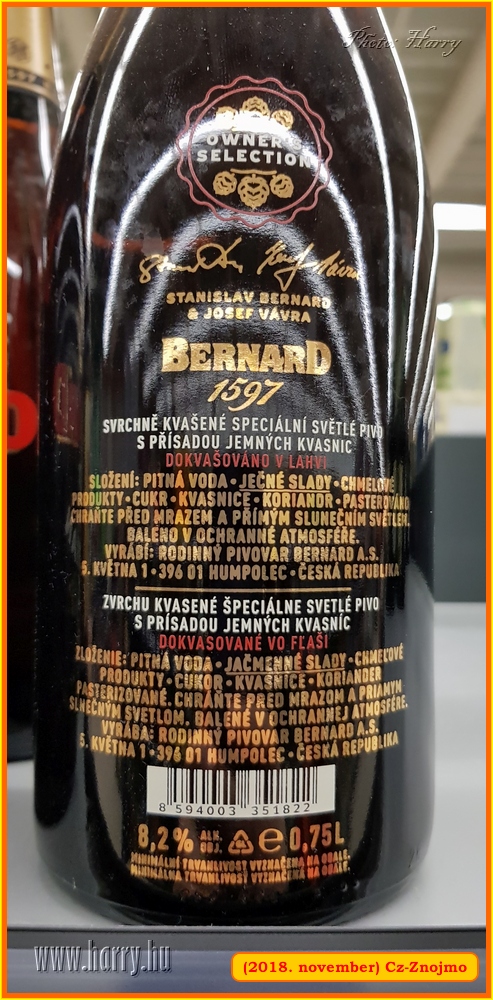 Photo: Harry
OWNER'S
SELECTION
STANISLAV BERNARD
& JOSEF VÁVRA
BERNARD
1597
SVRCHNĚ KVAŠENÉ SPECIÁLNÍ SVĚTLÉ PIVO
S PŘÍSADOU JEMNÝCH KVASNIC
DOKVAŠOVÁNO V LAHVI
SLOŽENÍ: PITNÁ VODA • JEČNÉ SLADY • CHMELOVÉ
PRODUKTY • CUKR • KVASNICE • KORIANDR • PASTEROVÁNO
CHRAŇTE PŘED MRAZEM A PŘÍMÝM SLUNEČNÍM SVĚTLEM.
BALENO V OCHRANNÉ ATMOSFÉŘE.
VYRÁBÍ: RODINNÝ PIVOVAR BERNARD A.S.
5. KVĚTNA 1 • 396 01 HUMPOLEC • ČESKÁ REPUBLIKA
ZVRCHU KVASENÉ ŠPECIÁLNE SVETLÉ PIVO
S PRÍSADOU JEMNÝCH KVASNÍC
DOKVASOVANÉ VO FĽAŠI
ZLOŽENIE: PITNÁ VODA • JAČMENNÉ SLADY • CHMEĽOVÉ
PRODUKTY • CUKOR • KVASNICE • KORIANDER
PASTERIZOVANÉ. CHRÁŇTE PRED MRAZOM A PRIAMYM
SLNEČNÝM SVETLOM. BALENÉ V OCHRANNEJ ATMOSFÉRE.
VYRÁBA: RODINNÝ PIVOVAR BERNARD A.S.
5. KVĚTNA 1 • 396 01 HUMPOLEC • ČESKÁ REPUBLIKA
8 594003 351822
8,2% ALK. OBJ. e 0,75L
MINIMÁLNÍ TRVANLIVOST VYZNAČENA NA OBALE.
MINIMÁLNA TRVANLIVOSŤ VYZNAČENÁ NA OBALE.
www.harry.hu
(2018. november) Cz-Znojmo